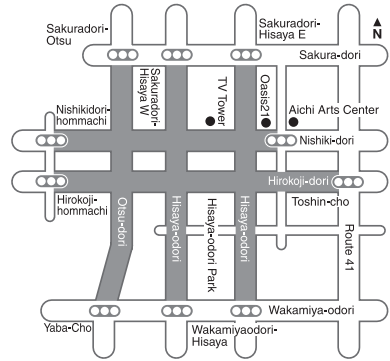 Sakuradori-
Otsu
Sakuradori-
Hisaya E
N
Sakura-dori
Sakuradori-
Hisaya W
TV Tower
Oasis21
Aichi Arts Center
Nishikidori-
hommachi
Nishiki-dori
Hirokoji-dori
Hirokoji-
hommachi
Toshin-cho
Otsu-dori
Hisaya-odori
Hisaya-odori Park
Hisaya-odori
Route 41
Wakamiya-odori
Yaba-Cho
Wakamiyaodori-
Hisaya